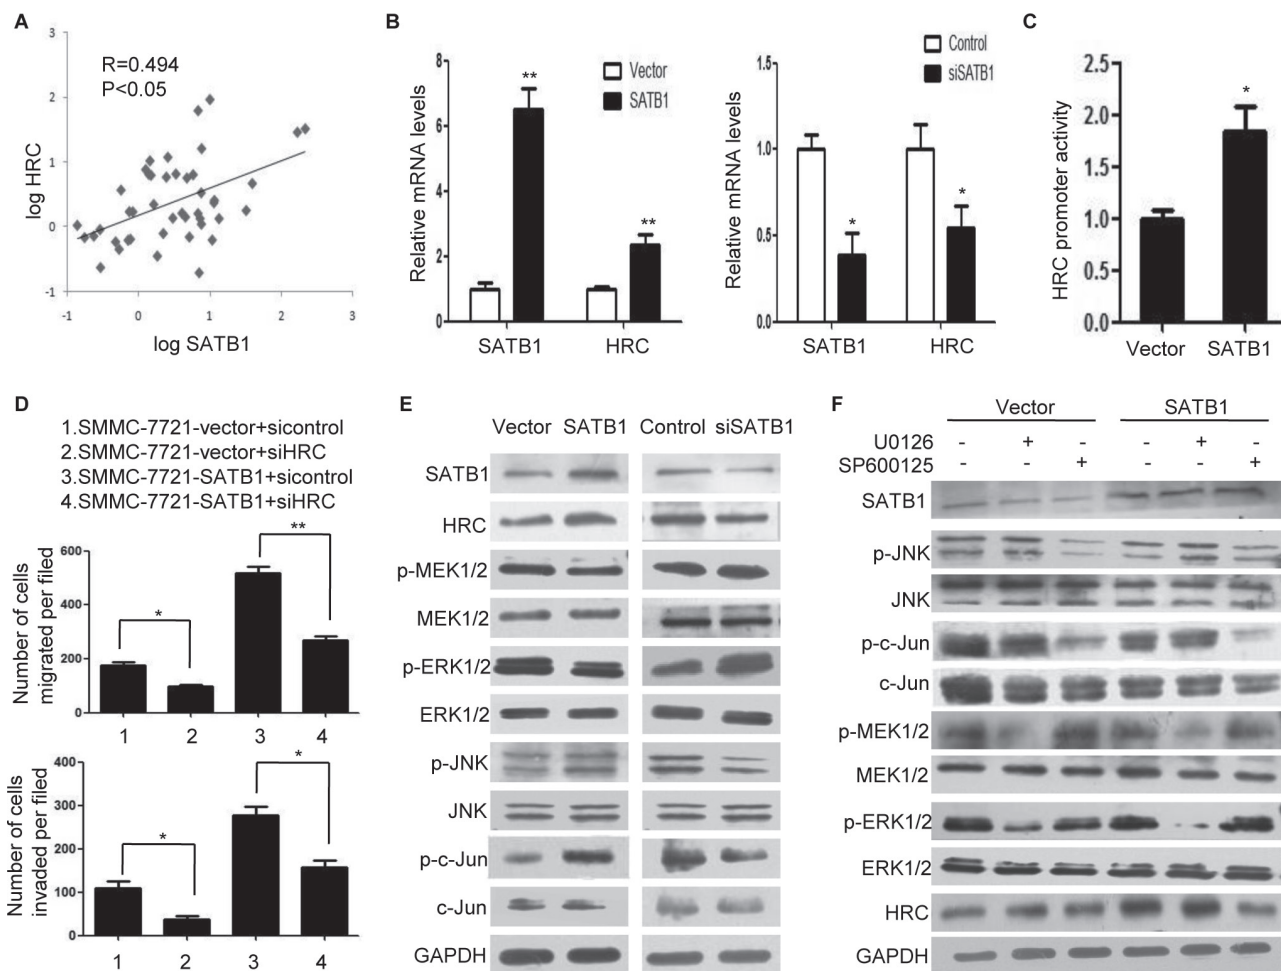 A
R=0.494
P<0.05
log HRC
3
2
1
0
-1
-1 0 1 2 3
log SATB1
B
Relative mRNA levels
8
6
4
2
0
Vector
SATB1
** **
SATB1 HRC
Relative mRNA levels
1.5
1.0
0.5
0.0
Control
siSATB1
* *
SATB1 HRC
C
HRC promoter activity
2.5
2.0
1.5
1.0
0.5
0.0
*
Vector SATB1
D
1.SMMC-7721-vector+sicontrol
2.SMMC-7721-vector+siHRC
3.SMMC-7721-SATB1+sicontrol
4.SMMC-7721-SATB1+siHRC
Number of cells
migrated per filed
600
400
200
0
* **
1 2 3 4
Number of cells
invaded per filed
400
300
200
100
0
* *
1 2 3 4
E
Vector SATB1 Control siSATB1
SATB1
HRC
p-MEK1/2
MEK1/2
p-ERK1/2
ERK1/2
p-JNK
JNK
p-c-Jun
c-Jun
GAPDH
F
Vector SATB1
U0126 - + - - + -
SP600125 - - + - - +
SATB1
p-JNK
JNK
p-c-Jun
c-Jun
p-MEK1/2
MEK1/2
p-ERK1/2
ERK1/2
HRC
GAPDH